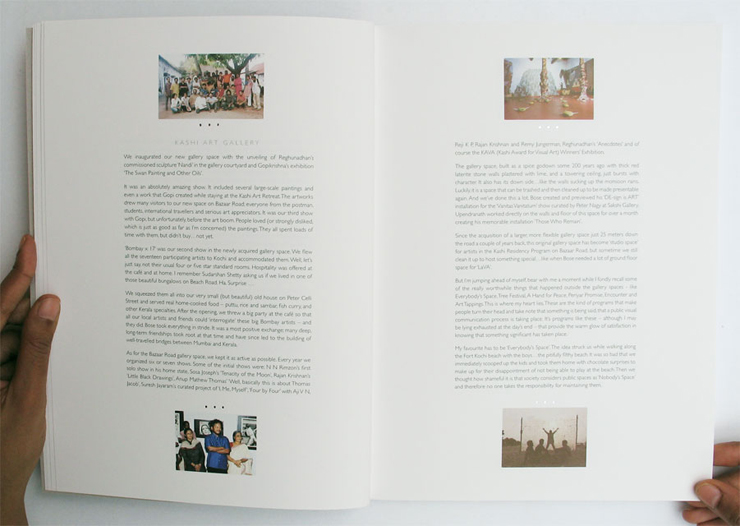 KASHI ART GALLERY
We inaugurated our new gallery space with the unveiling of Reghunadhan's
commissioned sculpture 'Nandi' in the gallery courtyard and Gopikrishna's exhibition
'The Swan Painting and Other Oils'.
It was an absolutely amazing show. It included several large-scale paintings and
even a work that Gopi created while staying at the Kashi Art Retreat. The artworks
drew many visitors to our new space on Bazaar Road; everyone from the postman,
students, international travellers and serious art appreciators. It was our third show
with Gopi, but unfortunately before the art boom. People loved (or strongly disliked,
which is just as good as far as I'm concerned) the paintings. They all spent loads of
time with them, but didn't buy... not yet.
'Bombay x 17' was our second show in the newly acquired gallery space. We flew
all the seventeen participating artists to Kochi and accommodated them. Well, let's
just say, not their usual four or five star standard rooms. Hospitality was offered at
the café and at home. I remember Sudarshan Shetty asking us if we lived in one of
those beautiful bungalows on Beach Road. Ha. Surprise . . .
We squeezed them all into our very small (but beautiful) old house on Peter Celli
Street and served real home-cooked food – puttu, rice and sambar, fish curry and
other Kerala specialties. After the opening, we threw a big party at the café so that
all our local artists and friends could 'interrogate' these big Bombay artists – and
they did. Bose took everything in stride. It was a most positive exchange; many deep,
long-term friendships took root at that time and have since led to the building of
well-travelled bridges between Mumbai and Kerala.
As for the Bazaar Road gallery space, we kept it as active as possible. Every year we
organized six or seven shows. Some of the initial shows were; N N Rimzon's first
solo show in his home state, Sosa Joseph's 'Tenacity of the Moon', Rajan Krishnan's
'Little Black Drawings', Anup Mathew Thomas' 'Well, basically this is about Thomas
Jacob', Suresh Jayaram's curated project of 'I, Me, Myself', 'Four by Four' with Aji V N,
Reji K P, Rajan Krishnan and Remy Jungerman, Reghunadhan's 'Anecdotes' and of
course the KAVA (Kashi Award for Visual Arts Winners' Exhibition.
The gallery space, built as a spice godown some 200 years ago with thick red
laterite stone walls plastered with lime, and a towering ceiling, just bursts with
character. It also has its down side... like the walls sucking up the monsoon rains.
Luckily, it is a space that can be trashed and then cleaned up to be made presentable
again. And we've done this a lot. Bose created and previewed his 'DE-sign is ART'
installation for the 'Vanitas Vanitatum' show curated by Peter Nagy at Sakshi Gallery.
Upendranath worked directly on the walls and floor of the space for over a month
creating his memorable installation 'Those Who Remain'.
Since the acquisition of a larger more flexible gallery space just 25 meters down
the road a couple of years back, this original gallery space has become studio space
for artists in the Kashi Residency Program on Bazaar Road, but sometimes we still
clean it up to host something special... like when Bose needed a lot of ground floor
space for 'LaVA'.
But I'm jumping ahead of myself, bear with me a moment while I fondly recall some
of the really worthwhile things that happened outside the gallery spaces – the
Everybody's Space, Tree Festival, A Hartal for Peace, Periyar Thomas' Encounter and
Art Tappings. This is where my heart lies. These are the kind of programs that make
people turn their head and take note that something is being said; that a public visual
communication process is taking place. It's programs like these – although I may
be lying exhausted at the day's end – that provide the warm glow of satisfaction in
knowing that something significant has taken place.
My favourite has to be 'Everybody's Space'. The idea struck as while walking along
the Fort Kochi beach with the boys... the pitifully filthy beach. It was so bad that we
immediately scooped up the kids and took them home with chocolate surprises to
make up for their disappointment of not being able to play at the beach. Then we
thought how shameful it is that society considers public spaces as 'Nobody's Space'
and therefore no one takes the responsibility for maintaining them.